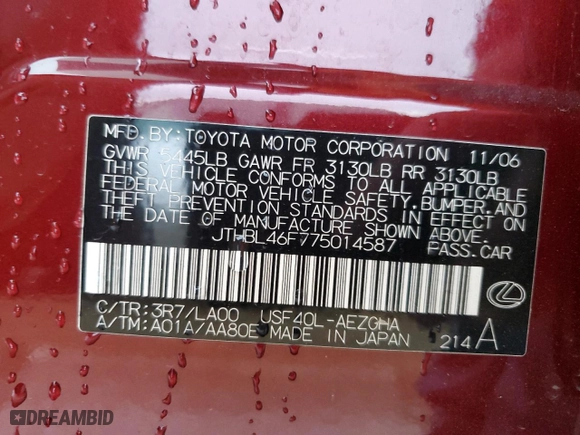 MFD. BY: TOYOTA MOTOR CORPORATION 11/06
GVWR 5445LB GAWR FR 3130LB RR 3130LB
THIS VEHICLE CONFORMS TO ALL APPLICABLE
FEDERAL MOTOR VEHICLE SAFETY, BUMPER, AND
THEFT PREVENTION STANDARDS IN EFFECT ON
THE DATE OF MANUFACTURE SHOWN ABOVE.
JTHBL46F775014587 PASS. CAR
C/TR: 3R7/LA00 USF40L-AEZGHA
A/TM: A01A/AA80E MADE IN JAPAN 214 A
DREAMBID